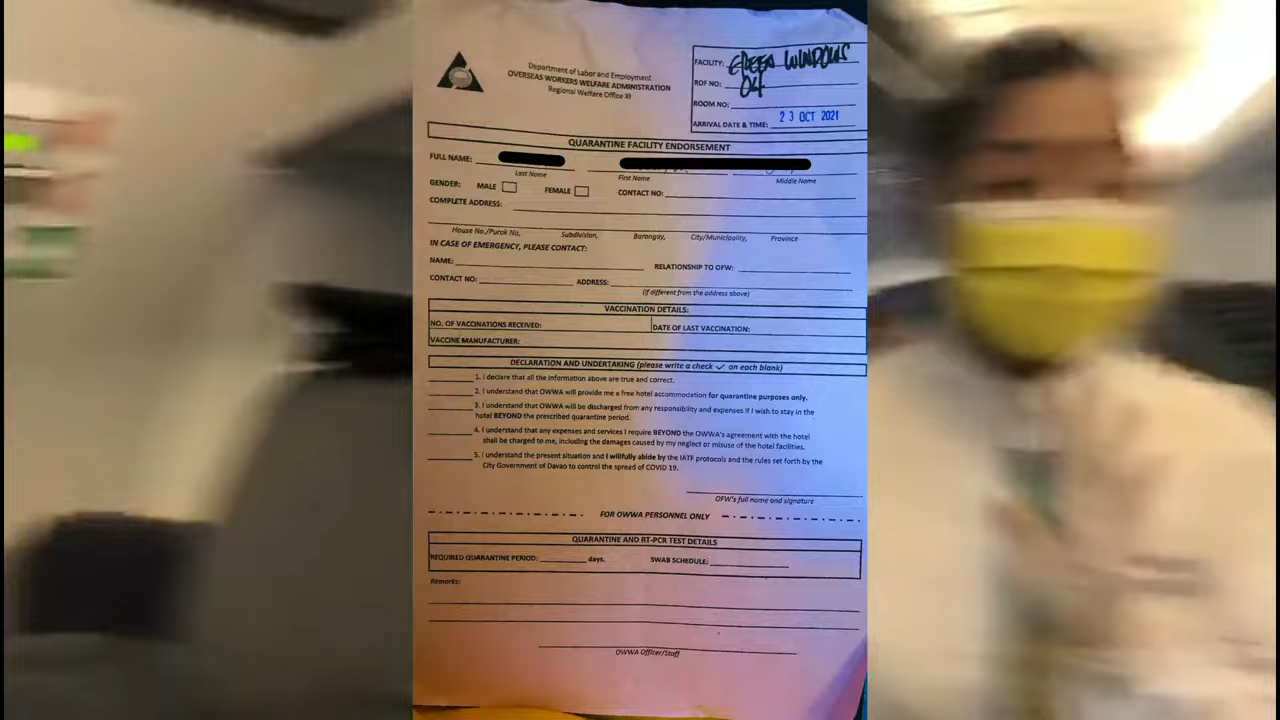 Department of Labor and Employment
OVERSEAS WORKERS WELFARE ADMINISTRATION
Regional Welfare Office XI
FACILITY: GREEN WINDOWS
ROF NO: 04
ROOM NO:
ARRIVAL DATE & TIME: 23 OCT 2021
QUARANTINE FACILITY ENDORSEMENT
FULL NAME:
Last Name First Name Middle Name
GENDER: MALE FEMALE CONTACT NO:
COMPLETE ADDRESS:
House No./Purok No, Subdivision, Barangay, City/Municipality, Province
IN CASE OF EMERGENCY, PLEASE CONTACT:
NAME: RELATIONSHIP TO OFW:
CONTACT NO: ADDRESS:
(if different from the address above)
VACCINATION DETAILS:
NO. OF VACCINATIONS RECEIVED: DATE OF LAST VACCINATION:
VACCINE MANUFACTURER:
DECLARATION AND UNDERTAKING (please write a check ✓ on each blank)
1. I declare that all the information above are true and correct.
2. I understand that OWWA will provide me a free hotel accommodation for quarantine purposes only.
3. I understand that OWWA will be discharged from any responsibility and expenses if I wish to stay in the
hotel BEYOND the prescribed quarantine period.
4. I understand that any expenses and services I require BEYOND the OWWA's agreement with the hotel
shall be charged to me, including the damages caused by my neglect or misuse of the hotel facilities.
5. I understand the present situation and I willfully abide by the IATF protocols and the rules set forth by the
City Government of Davao to control the spread of COVID 19.
OFW's full name and signature
FOR OWWA PERSONNEL ONLY
QUARANTINE AND RT-PCR TEST DETAILS
REQUIRED QUARANTINE PERIOD: days. SWAB SCHEDULE:
Remarks:
OWWA Officer/Staff